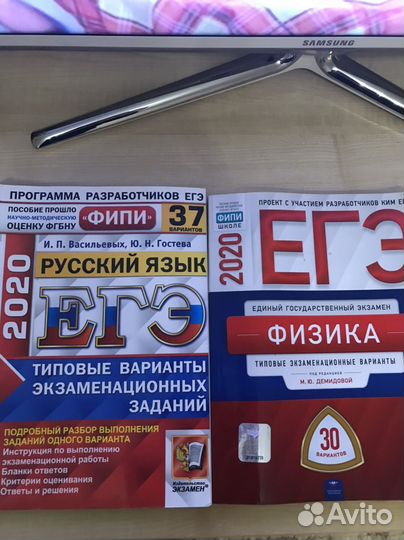 SAMSUNG
ПРОГРАММА РАЗРАБОТЧИКОВ ЕГЭ
ПОСОБИЕ ПРОШЛО
НАУЧНО-МЕТОДИЧЕСКУЮ
ОЦЕНКУ ФГБНУ
«ФИПИ»
37
ВАРИАНТОВ
И. П. Васильевых, Ю. Н. Гостева
РУССКИЙ ЯЗЫК
ЕГЭ
2020
ТИПОВЫЕ ВАРИАНТЫ
ЭКЗАМЕНАЦИОННЫХ
ЗАДАНИЙ
ПОДРОБНЫЙ РАЗБОР ВЫПОЛНЕНИЯ
ЗАДАНИЙ ОДНОГО ВАРИАНТА
Инструкция по выполнению
экзаменационной работы
Бланки ответов
Критерии оценивания
Ответы и решения
Издательство
ЭКЗАМЕН
ФИПИ
ШКОЛЕ
ПРОЕКТ С УЧАСТИЕМ РАЗРАБОТЧИКОВ КИМ ЕГ
2020
ЕГЭ
ЕДИНЫЙ ГОСУДАРСТВЕННЫЙ ЭКЗАМЕН
ФИЗИКА
ТИПОВЫЕ ЭКЗАМЕНАЦИОННЫЕ ВАРИАНТЫ
ПОД РЕДАКЦИЕЙ
М. Ю. ДЕМИДОВОЙ
30
ВАРИАНТОВ
Avito